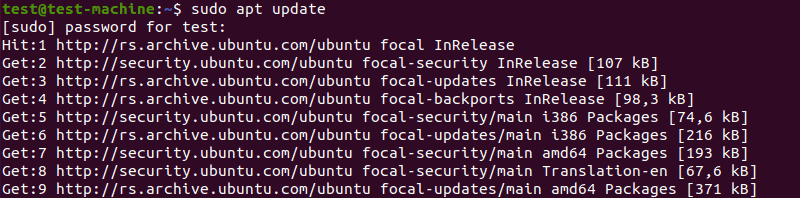 test@test-machine:~$ sudo apt update
[sudo] password for test:
Hit:1 http://rs.archive.ubuntu.com/ubuntu focal InRelease
Get:2 http://security.ubuntu.com/ubuntu focal-security InRelease [107 kB]
Get:3 http://rs.archive.ubuntu.com/ubuntu focal-updates InRelease [111 kB]
Get:4 http://rs.archive.ubuntu.com/ubuntu focal-backports InRelease [98,3 kB]
Get:5 http://security.ubuntu.com/ubuntu focal-security/main i386 Packages [74,6 kB]
Get:6 http://rs.archive.ubuntu.com/ubuntu focal-updates/main i386 Packages [216 kB]
Get:7 http://security.ubuntu.com/ubuntu focal-security/main amd64 Packages [193 kB]
Get:8 http://security.ubuntu.com/ubuntu focal-security/main Translation-en [67,6 kB]
Get:9 http://rs.archive.ubuntu.com/ubuntu focal-updates/main amd64 Packages [371 kB]